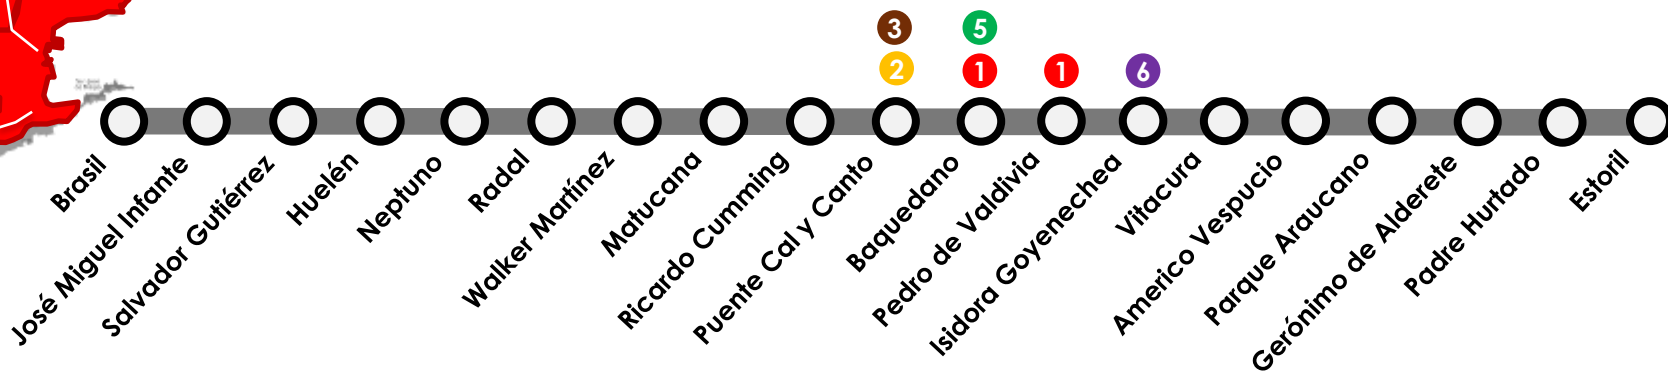 3
5
2
1
1
6
Brasil
José Miguel Infante
Salvador Gutiérrez
Huelén
Neptuno
Radal
Walker Martínez
Matucana
Ricardo Cumming
Puente Cal y Canto
Baquedano
Pedro de Valdivia
Isidora Goyenechea
Vitacura
Americo Vespucio
Parque Araucano
Gerónimo de Alderete
Padre Hurtado
Estoril